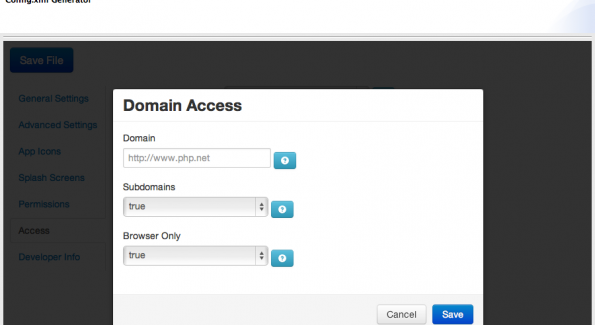 Config.xml Generator
Save File
General Settings
Advanced Settings
App Icons
Splash Screens
Permissions
Access
Developer Info
Domain Access
Domain
http://www.php.net
?
Subdomains
true
?
Browser Only
true
?
Cancel
Save